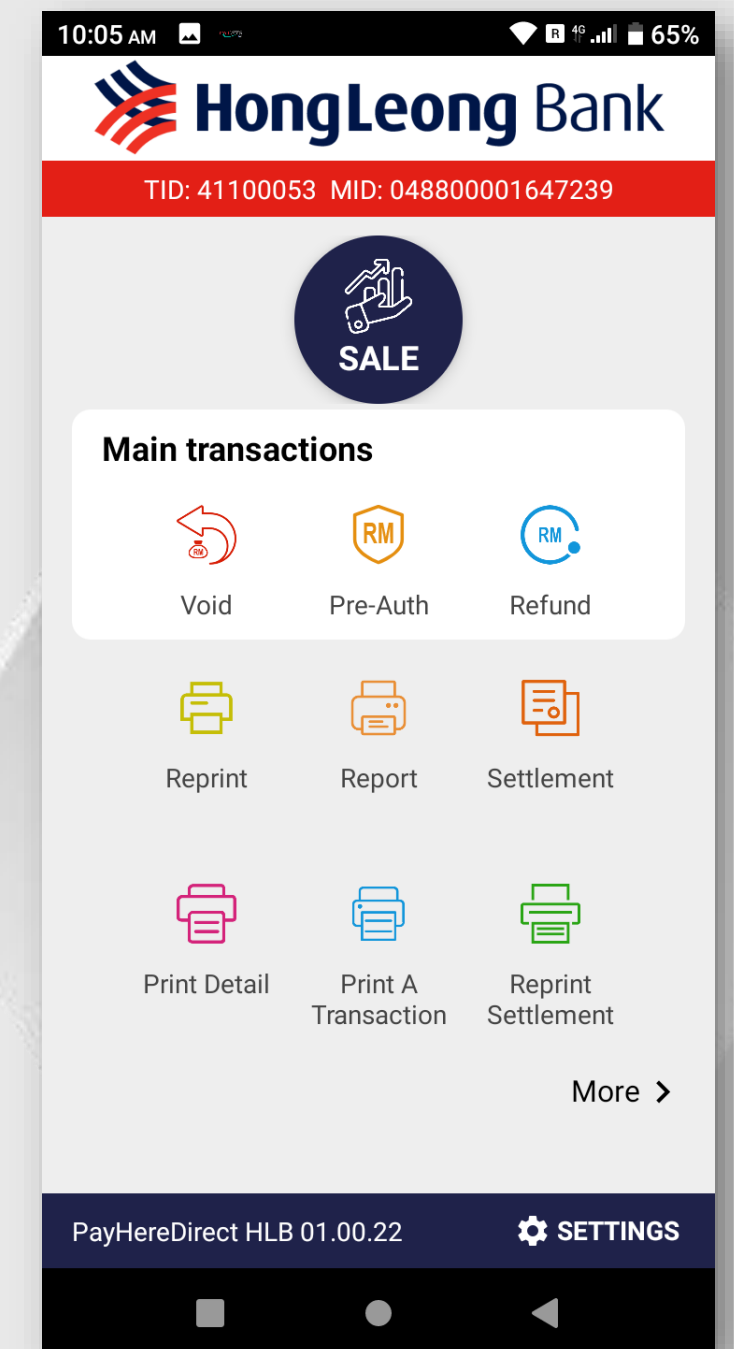 10:05 AM R 4G 65%
HongLeong Bank
TID: 41100053 MID: 048800001647239
SALE
Main transactions
RM RM RM
Void Pre-Auth Refund
Reprint Report Settlement
Print Detail Print A Transaction Reprint Settlement
More
PayHereDirect HLB 01.00.22 SETTINGS